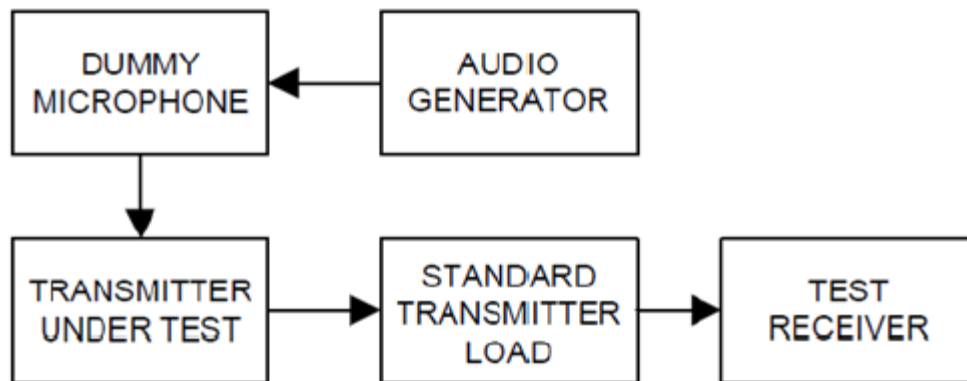 DUMMY
MICROPHONE
AUDIO
GENERATOR
TRANSMITTER
UNDER TEST
STANDARD
TRANSMITTER
LOAD
TEST
RECEIVER